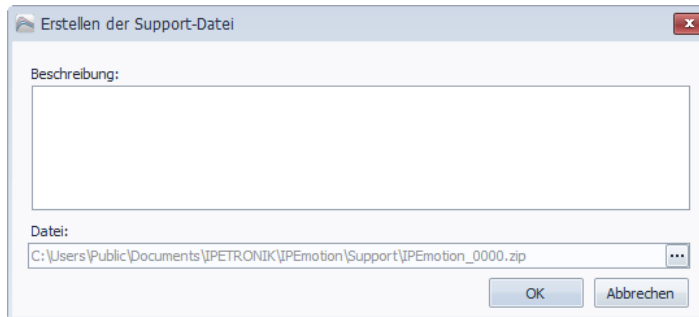 Erstellen der Support-Datei
Beschreibung:
Datei:
C:\Users\Public\Documents\IPETRONIK\IPEmotion\Support\IPEmotion_0000.zip
...
OK
Abbrechen